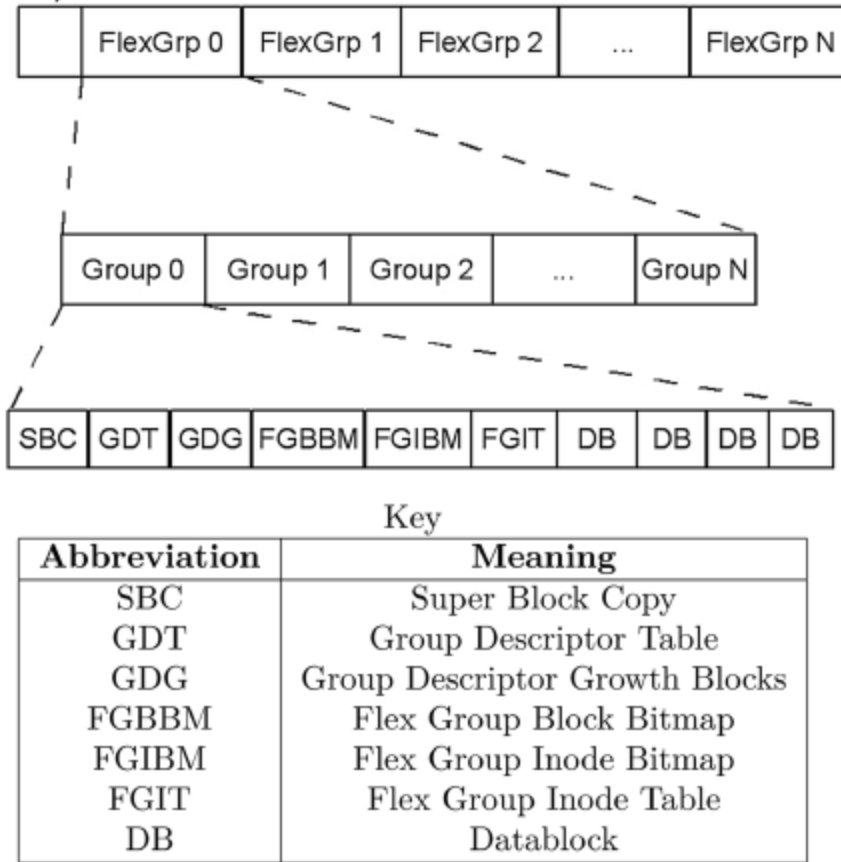 FlexGrp 0 FlexGrp 1 FlexGrp 2 ... FlexGrp N
Group 0 Group 1 Group 2 ... Group N
SBC GDT GDG FGBBM FGIBM FGIT DB DB DB DB
Key
Abbreviation Meaning
SBC Super Block Copy
GDT Group Descriptor Table
GDG Group Descriptor Growth Blocks
FGBBM Flex Group Block Bitmap
FGIBM Flex Group Inode Bitmap
FGIT Flex Group Inode Table
DB Datablock